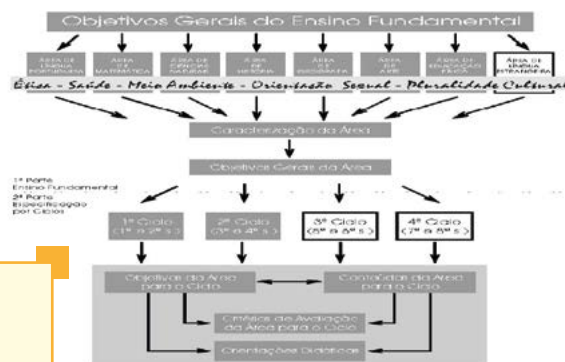 Objetivos Gerais do Ensino Fundamental
ÁREA DE LÍNGUA PORTUGUESA
ÁREA DE MATEMÁTICA
ÁREA DE CIÊNCIAS NATURAIS
ÁREA DE HISTÓRIA
ÁREA DE GEOGRAFIA
ÁREA DE ARTE
ÁREA DE EDUCAÇÃO FÍSICA
ÁREA DE LÍNGUA ESTRANGEIRA
Ética - Saúde - Meio Ambiente - Orientação Sexual - Pluralidade Cultural
Caracterização da Área
Objetivos Gerais da Área
1ª Parte
Ensino Fundamental
2ª Parte
Especificação
por Ciclos
1º Ciclo
(1ª e 2ª s.)
2º Ciclo
(3ª e 4ª s.)
3º Ciclo
4º Ciclo
(7ª e 8ª s.)
Objetivos da Área
para o Ciclo
Conteúdos da Área
para o Ciclo
Critérios de Avaliação
da Área para o Ciclo
Orientações Didáticas